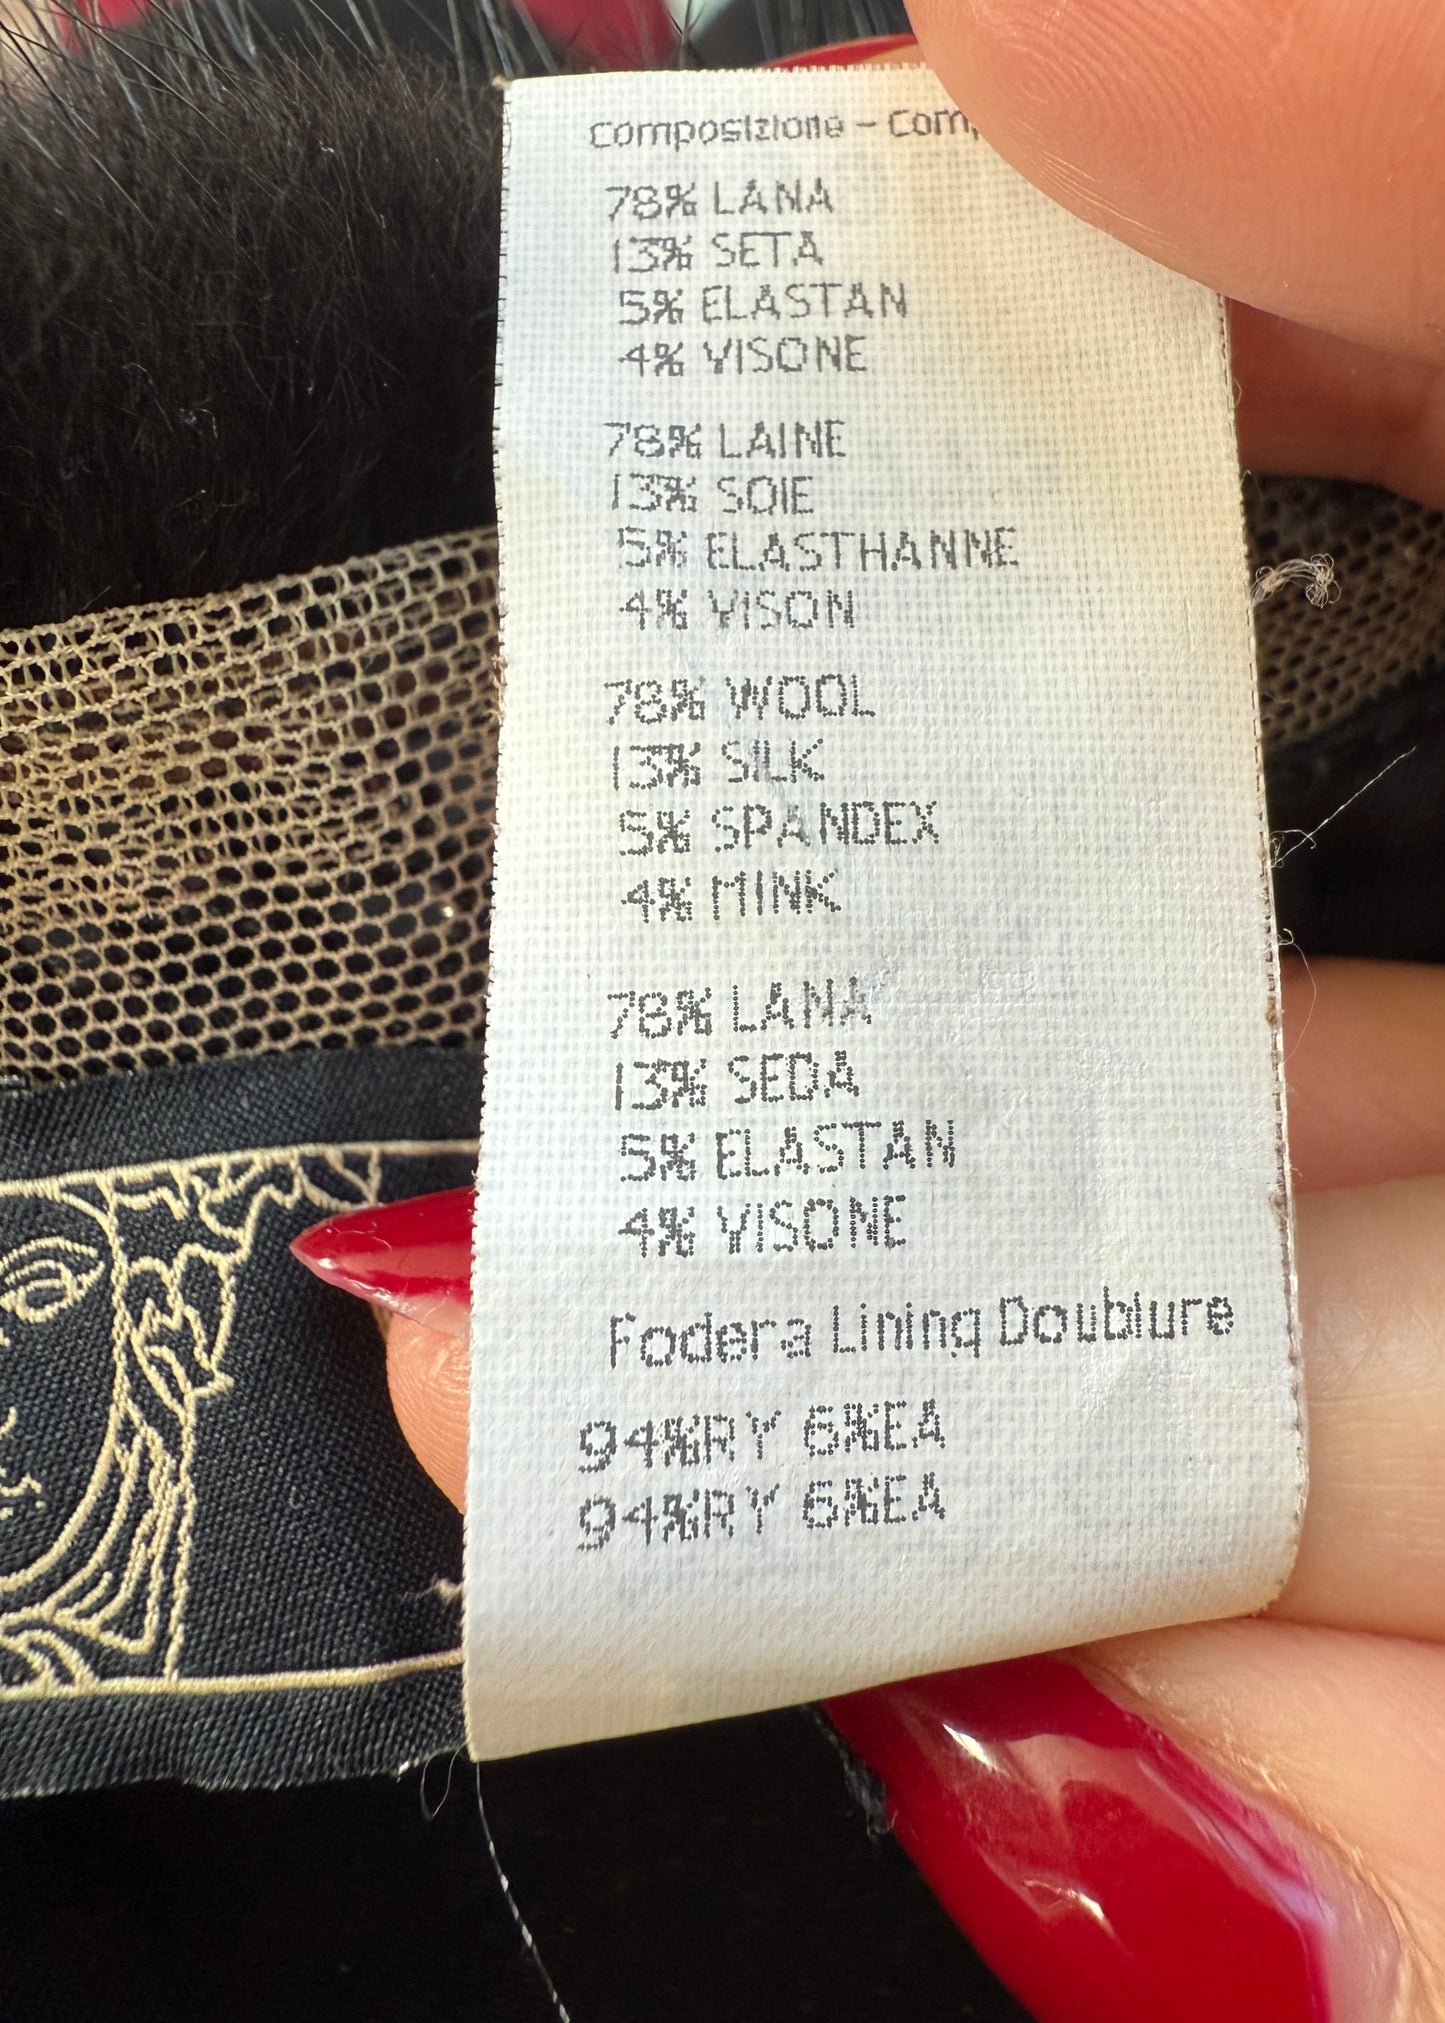 composizione - Com
78% LANA
13% SETA
5% ELASTAN
4% VISONE
78% LAINE
13% SOIE
5% ELASTHANNE
4% VISON
78% WOOL
13% SILK
5% SPANDEX
4% MINK
78% LANA
13% SEDA
5% ELASTAN
4% VISONE
Fodera Lining Doublure
94%RY 6%EA
94%RY 6%EA